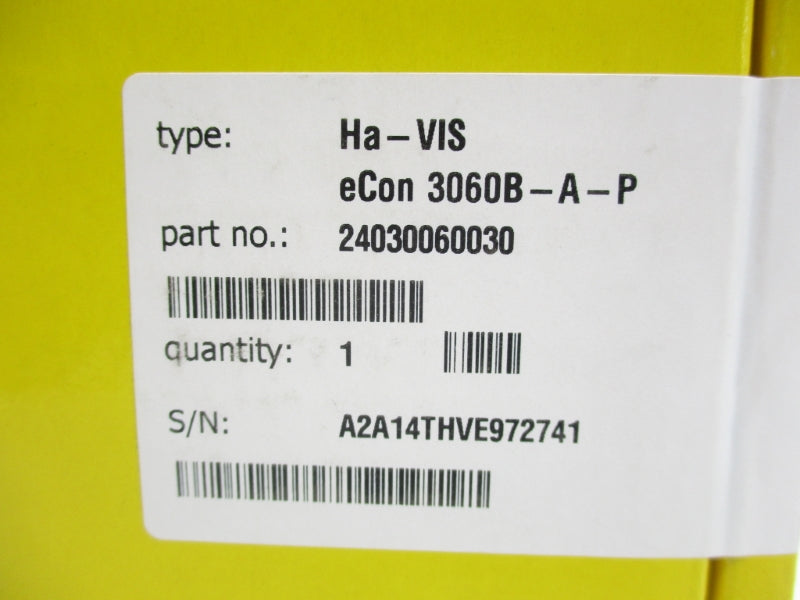 type: Ha-VIS
eCon 3060B-A-P
part no.: 24030060030
quantity: 1
S/N: A2A14THVE972741